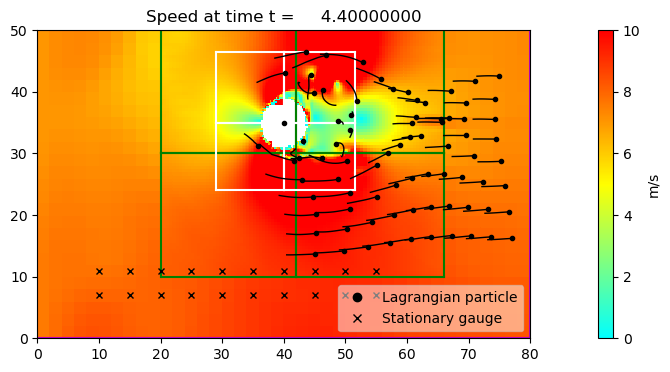 Speed at time t =     4.40000000
50
40
30
20
10
0
0 10 20 30 40 50 60 70 80
Lagrangian particle
Stationary gauge
10
8
6
4
2
0
m/s